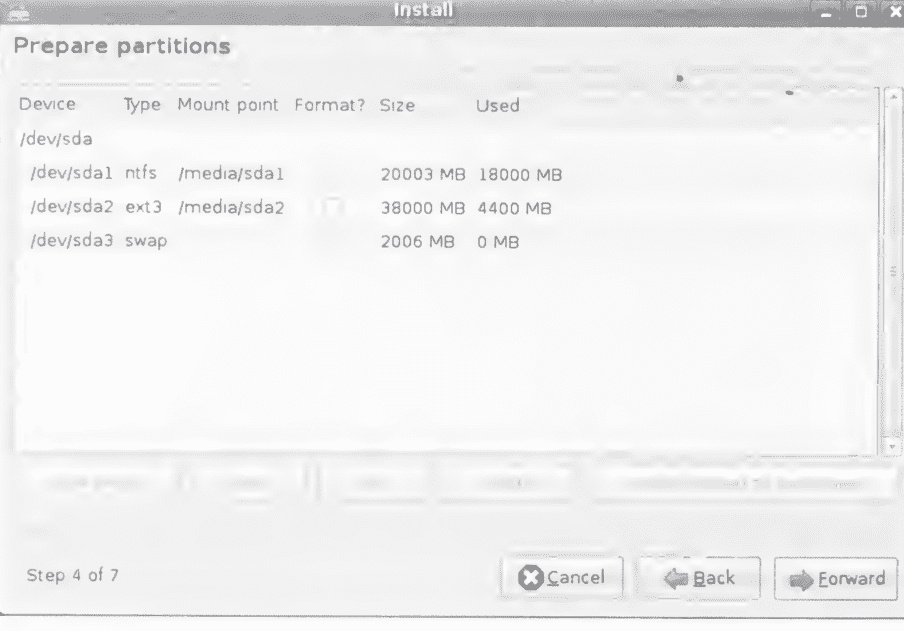 Install
Prepare partitions
Device Type Mount point Format? Size Used
/dev/sda
/dev/sda1 ntfs /media/sda1 20003 MB 18000 MB
/dev/sda2 ext3 /media/sda2 38000 MB 4400 MB
/dev/sda3 swap 2006 MB 0 MB
Step 4 of 7
Cancel Back Forward